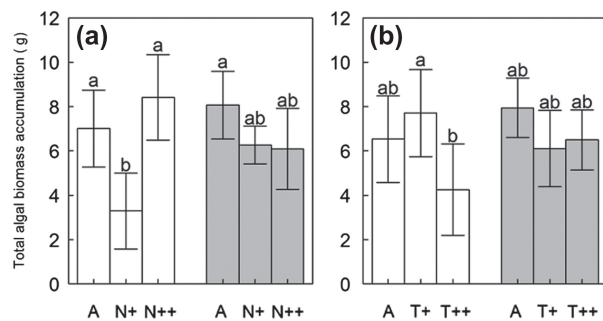 (a)
Total algal biomass accumulation ( g)
12
10
8
6
4
2
0
a
b
a
a
ab
ab
A N+ N++ A N+ N++
(b)
12
10
8
6
4
2
0
ab
a
b
ab
ab
ab
A T+ T++ A T+ T++